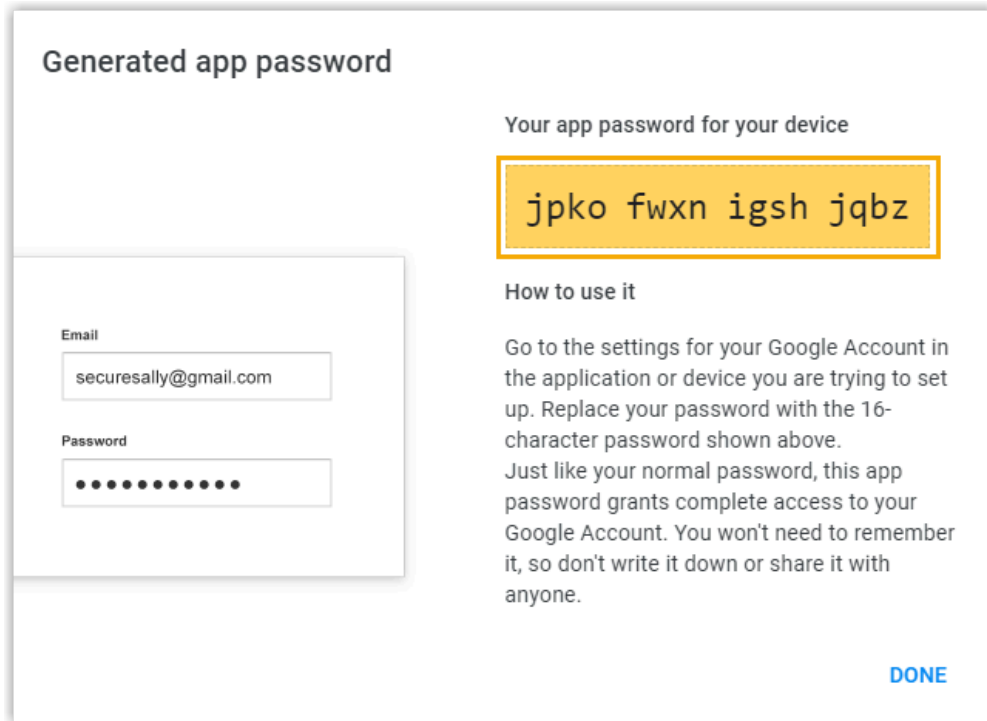 Generated app password
Your app password for your device
jpko fwxn igsh jqbz
How to use it
Email
securesally@gmail.com
Password
Go to the settings for your Google Account in
the application or device you are trying to set
up. Replace your password with the 16-
character password shown above.
Just like your normal password, this app
password grants complete access to your
Google Account. You won't need to remember
it, so don't write it down or share it with
anyone.
DONE